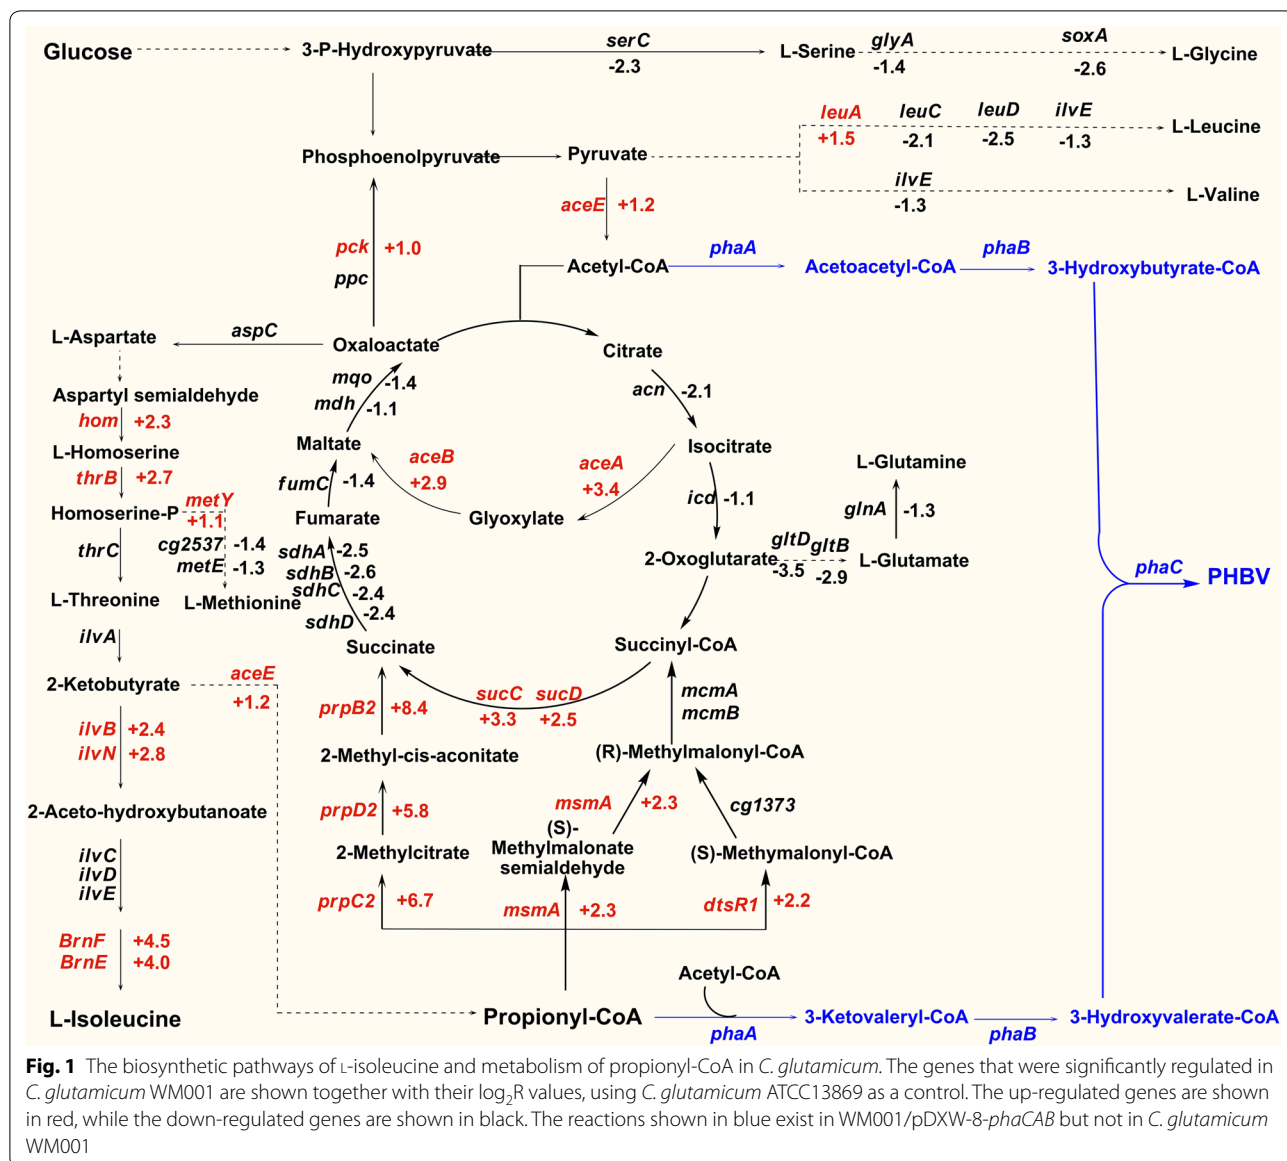 Glucose
3-P-Hydroxypyruvate
serC
-2.3
L-Serine
glyA
-1.4
soxA
-2.6
L-Glycine
leuA
+1.5
leuC
-2.1
leuD
-2.5
ilvE
-1.3
L-Leucine
Phosphoenolpyruvate
Pyruvate
ilvE
-1.3
L-Valine
aceE +1.2
pck +1.0
ppc
Acetyl-CoA
phaA
Acetoacetyl-CoA
phaB
3-Hydroxybutyrate-CoA
L-Aspartate
aspC
Oxaloactate
Citrate
mqo -1.4
mdh -1.1
acn -2.1
Aspartyl semialdehyde
hom +2.3
L-Homoserine
thrB +2.7
Maltate
aceB
+2.9
aceA
+3.4
Isocitrate
L-Glutamine
fumC -1.4
icd -1.1
glnA -1.3
Homoserine-P
metY
+1.1
Fumarate
Glyoxylate
thrC
cg2537 -1.4
metE -1.3
sdhA -2.5
sdhB -2.6
sdhC -2.4
sdhD -2.4
2-Oxoglutarate
gltD
-3.5
gltB
-2.9
L-Glutamate
phaC
PHBV
L-Threonine
L-Methionine
ilvA
Succinate
Succinyl-CoA
2-Ketobutyrate
aceE
+1.2
prpB2 +8.4
sucC
+3.3
sucD
+2.5
mcmA
mcmB
ilvB +2.4
ilvN +2.8
2-Methyl-cis-aconitate
(R)-Methylmalonyl-CoA
2-Aceto-hydroxybutanoate
prpD2 +5.8
msmA +2.3
cg1373
(S)-
Methylmalonate
semialdehyde
2-Methylcitrate
(S)-Methymalonyl-CoA
ilvC
ilvD
ilvE
prpC2 +6.7
msmA +2.3
dtsR1 +2.2
BrnF +4.5
BrnE +4.0
Acetyl-CoA
L-Isoleucine
Propionyl-CoA
phaA
3-Ketovaleryl-CoA
phaB
3-Hydroxyvalerate-CoA
Fig. 1 The biosynthetic pathways of L-isoleucine and metabolism of propionyl-CoA in C. glutamicum. The genes that were significantly regulated in
C. glutamicum WM001 are shown together with their log2R values, using C. glutamicum ATCC13869 as a control. The up-regulated genes are shown
in red, while the down-regulated genes are shown in black. The reactions shown in blue exist in WM001/pDXW-8-phaCAB but not in C. glutamicum
WM001